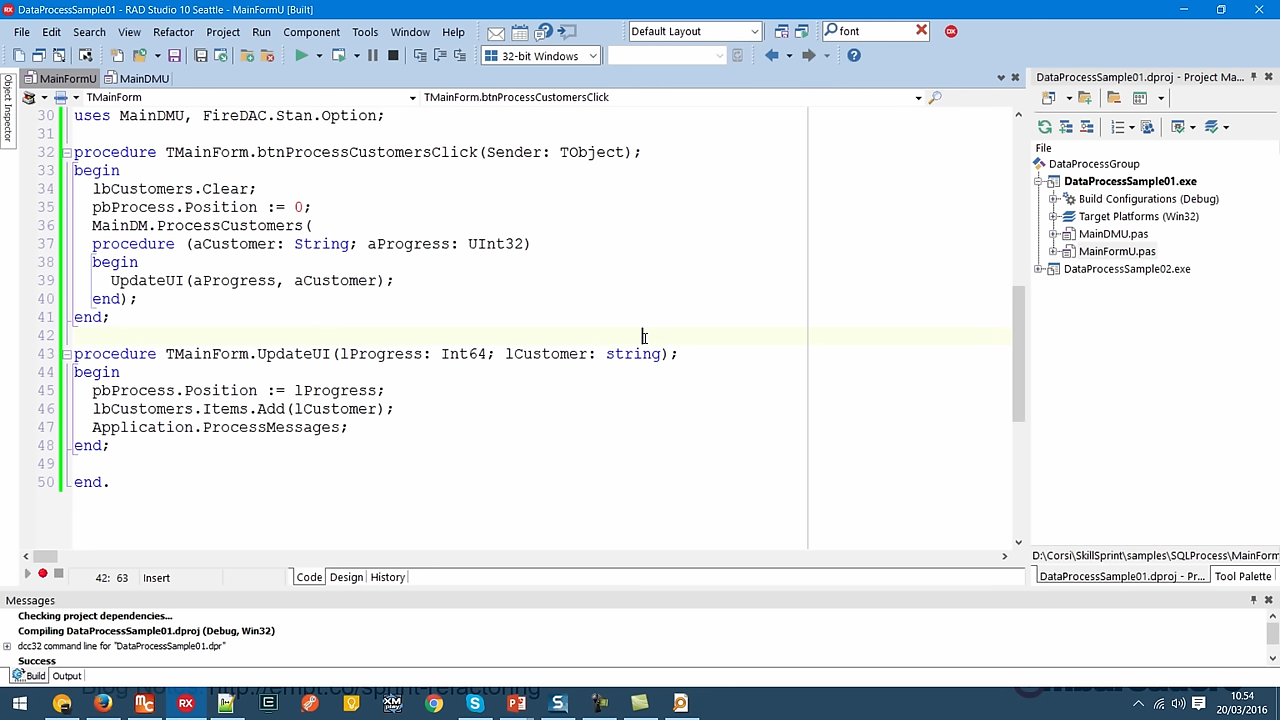 DataProcessSample01 - RAD Studio 10 Seattle - MainFormU [Built]
File Edit Search View Refactor Project Run Component Tools Window Help
Default Layout
font
32-bit Windows
MainFormU MainDMU
TMainForm TMainForm.btnProcessCustomersClick
Object Inspector
30 uses MainDMU, FireDAC.Stan.Option;
31
32 procedure TMainForm.btnProcessCustomersClick(Sender: TObject);
33 begin
34 lbCustomers.Clear;
35 pbProcess.Position := 0;
36 MainDM.ProcessCustomers(
37 procedure (aCustomer: String; aProgress: UInt32)
38 begin
39 UpdateUI(aProgress, aCustomer);
40 end);
41 end;
42
43 procedure TMainForm.UpdateUI(lProgress: Int64; lCustomer: string);
44 begin
45 pbProcess.Position := lProgress;
46 lbCustomers.Items.Add(lCustomer);
47 Application.ProcessMessages;
48 end;
49
50 end.
42: 63 Insert
Code Design History
DataProcessSample01.dproj - Project Ma...
File
DataProcessGroup
DataProcessSample01.exe
Build Configurations (Debug)
Target Platforms (Win32)
MainDMU.pas
MainFormU.pas
DataProcessSample02.exe
D:\Corsi\SkillSprint\samples\SQLProcess\MainForm
DataProcessSample01.dproj - Pr... Tool Palette
Messages
Checking project dependencies...
Compiling DataProcessSample01.dproj (Debug, Win32)
dcc32 command line for "DataProcessSample01.dpr"
Success
Build Output
10.54
20/03/2016